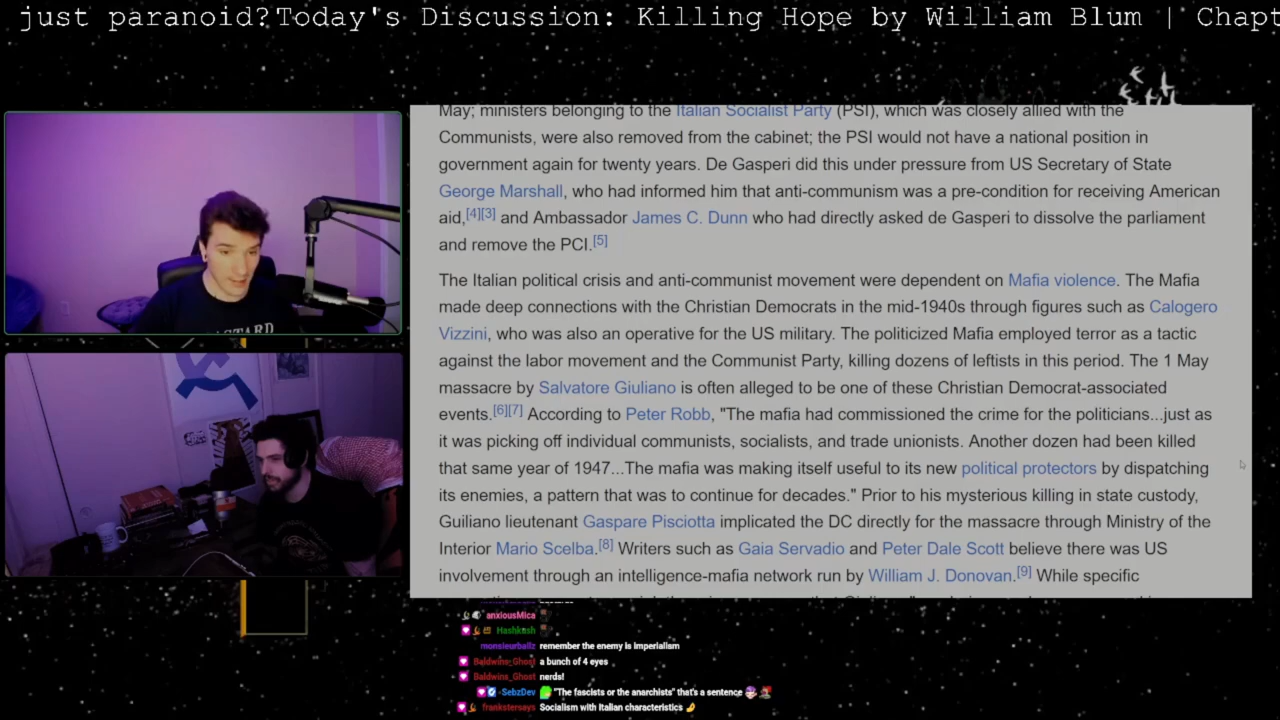 just paranoid?Today's Discussion: Killing Hope by William Blum | Chapt
May; ministers belonging to the Italian Socialist Party (PSI), which was closely allied with the
Communists, were also removed from the cabinet; the PSI would not have a national position in
government again for twenty years. De Gasperi did this under pressure from US Secretary of State
George Marshall, who had informed him that anti-communism was a pre-condition for receiving American
aid,[4][3] and Ambassador James C. Dunn who had directly asked de Gasperi to dissolve the parliament
and remove the PCI.[5]
The Italian political crisis and anti-communist movement were dependent on Mafia violence. The Mafia
made deep connections with the Christian Democrats in the mid-1940s through figures such as Calogero
Vizzini, who was also an operative for the US military. The politicized Mafia employed terror as a tactic
against the labor movement and the Communist Party, killing dozens of leftists in this period. The 1 May
massacre by Salvatore Giuliano is often alleged to be one of these Christian Democrat-associated
events.[6][7] According to Peter Robb, "The mafia had commissioned the crime for the politicians...just as
it was picking off individual communists, socialists, and trade unionists. Another dozen had been killed
that same year of 1947...The mafia was making itself useful to its new political protectors by dispatching
its enemies, a pattern that was to continue for decades." Prior to his mysterious killing in state custody,
Guiliano lieutenant Gaspare Pisciotta implicated the DC directly for the massacre through Ministry of the
Interior Mario Scelba.[8] Writers such as Gaia Servadio and Peter Dale Scott believe there was US
involvement through an intelligence-mafia network run by William J. Donovan.[9] While specific
anxiousMica
Hashkash
monsieurballz remember the enemy is Imperialism
Baldwins_Ghost a bunch of 4 eyes
Baldwins_Ghost nerds!
-SebzDev "The fascists or the anarchists" that's a sentence
frankstersays Socialism with Italian characteristics